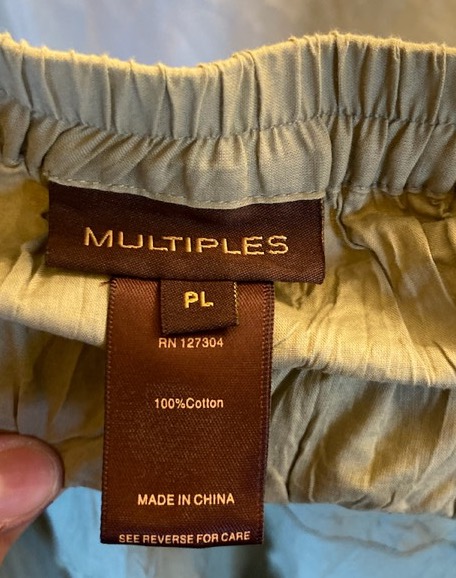 MULTIPLES
PL
RN 127304
100%Cotton
MADE IN CHINA
SEE REVERSE FOR CARE